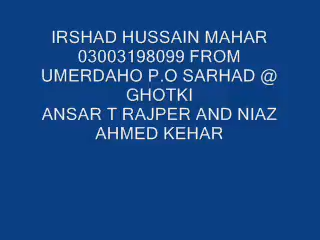 IRSHAD HUSSAIN MAHAR
03003198099 FROM
UMERDAHO P.O SARHAD @
GHOTKI
ANSAR T RAJPER AND NIAZ
AHMED KEHAR